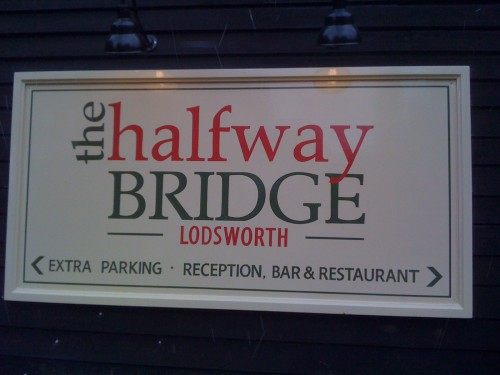 the halfway
BRIDGE
LODSWORTH
< EXTRA PARKING · RECEPTION, BAR & RESTAURANT >